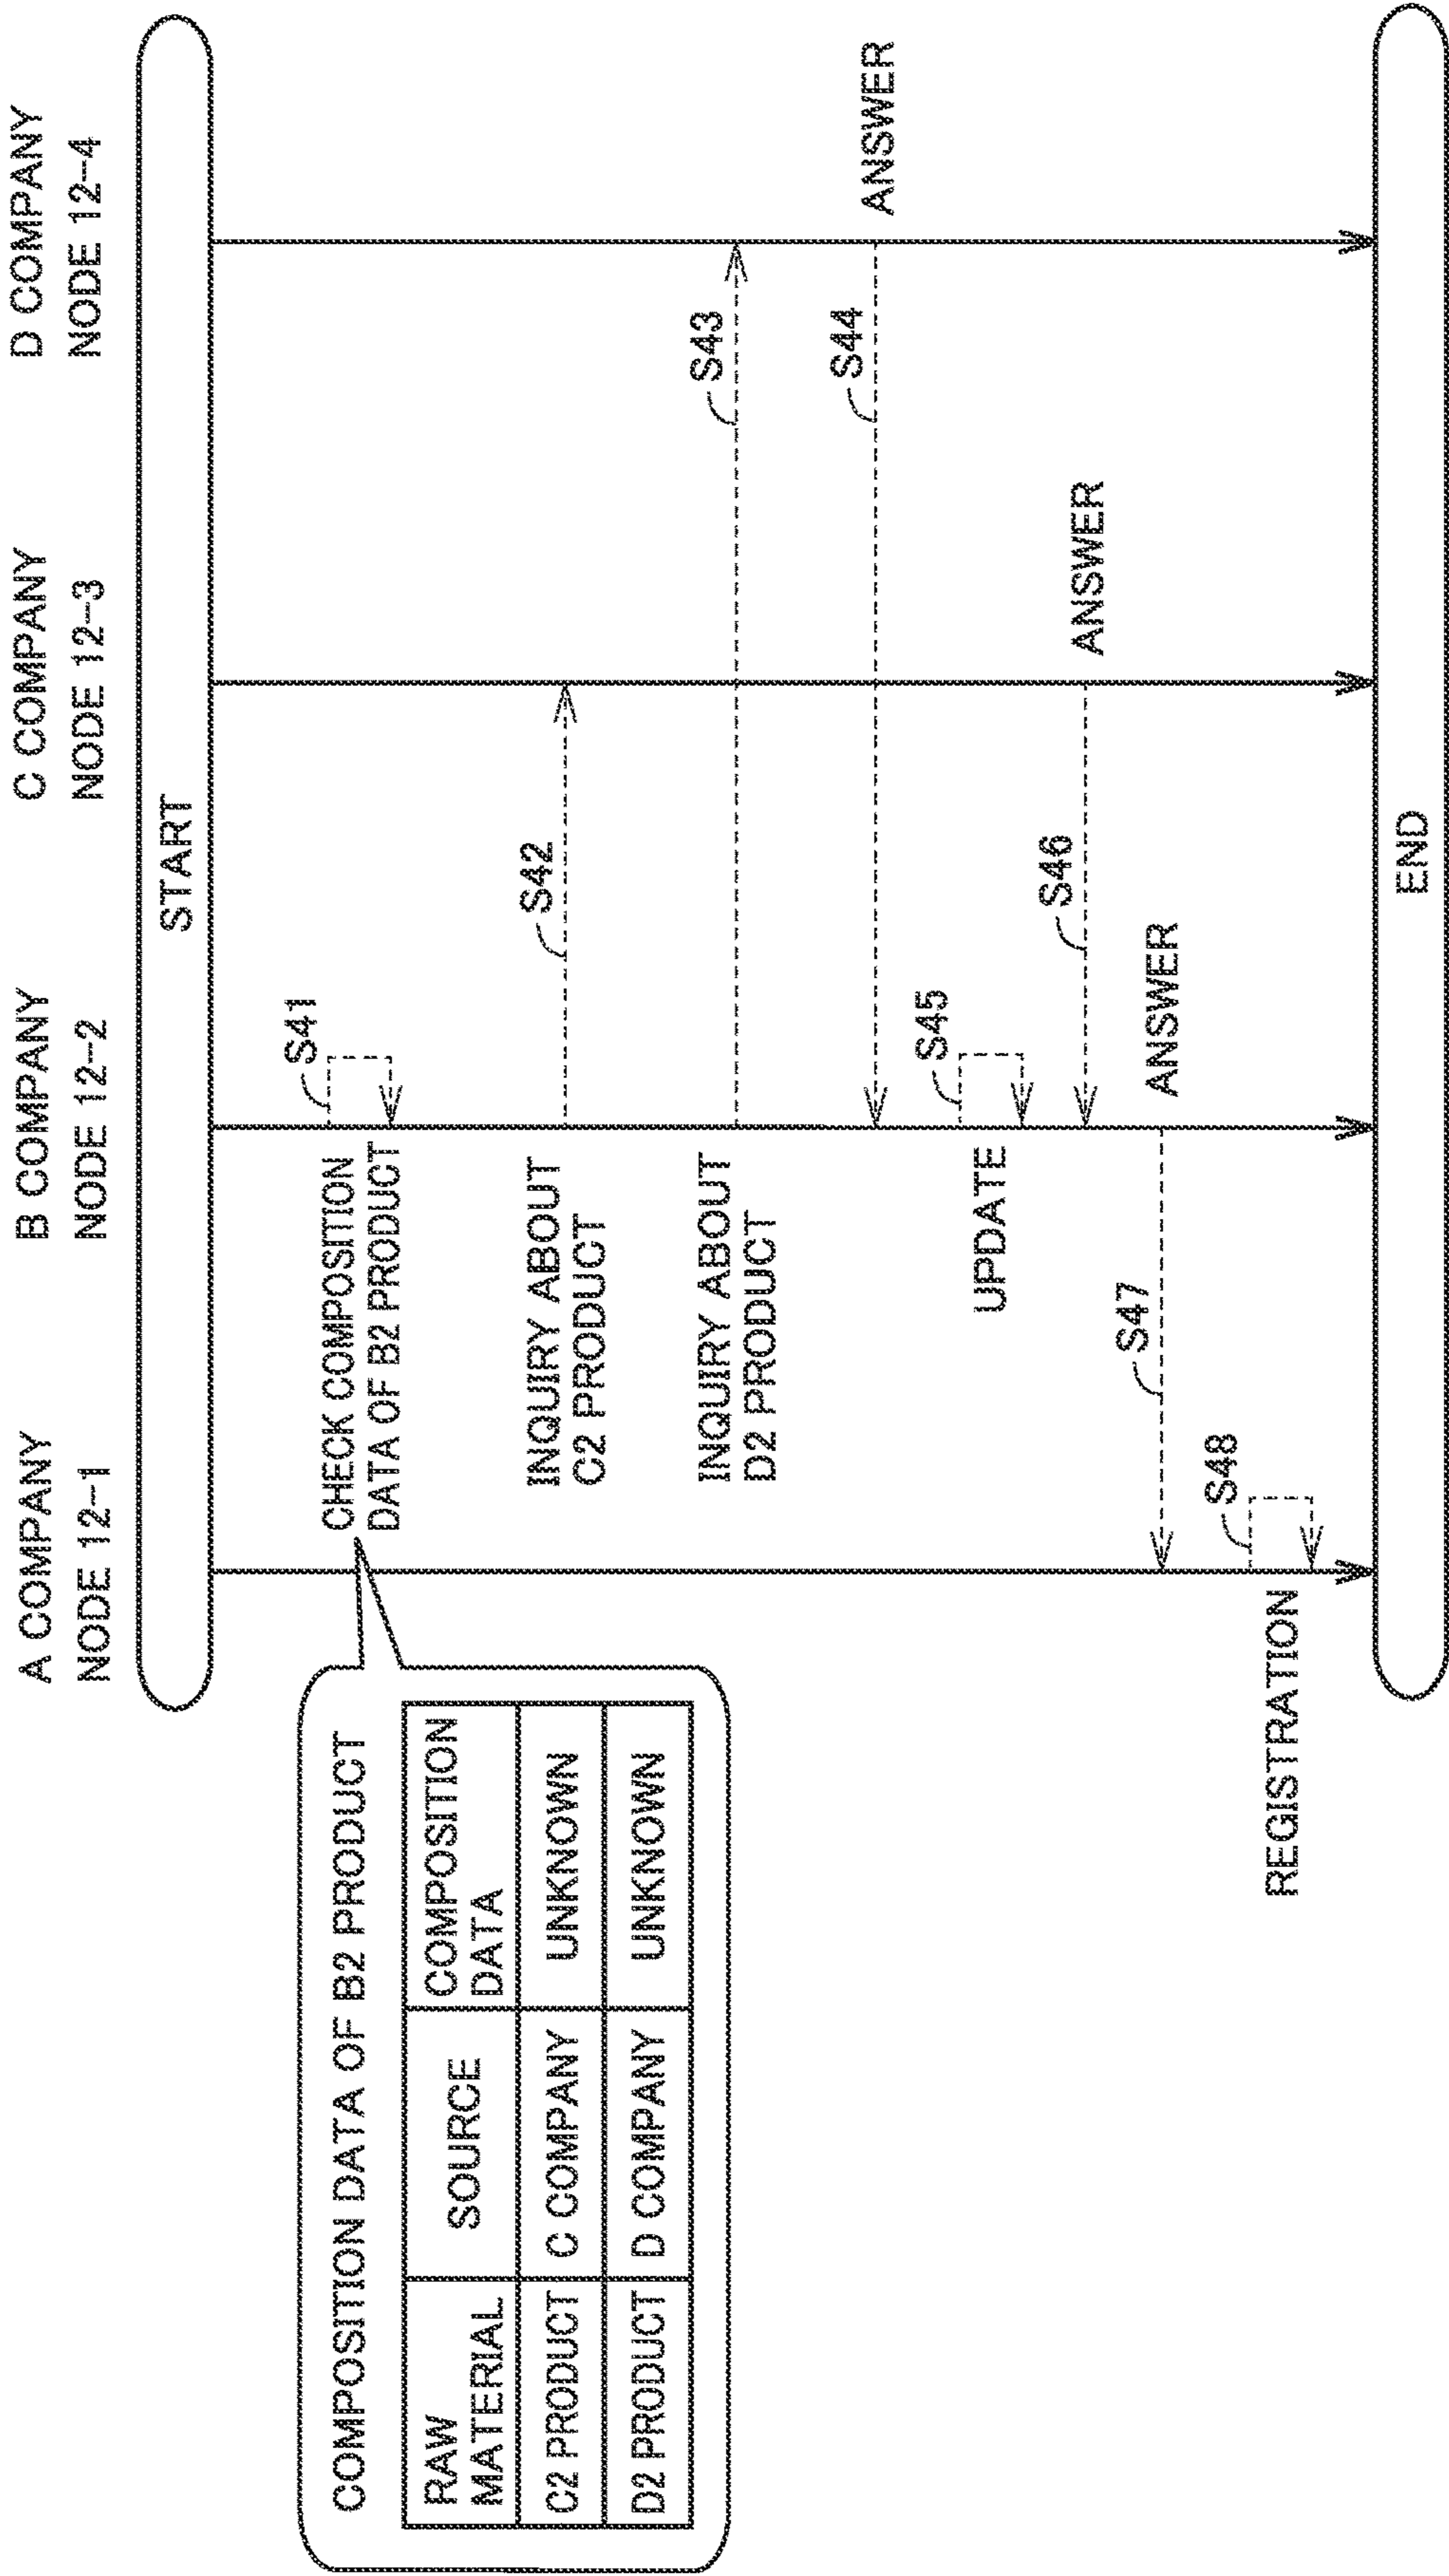 A COMPANY
NODE 12-1
B COMPANY
NODE 12-2
C COMPANY
NODE 12-3
D COMPANY
NODE 12-4
START
COMPOSITION DATA OF B2 PRODUCT
RAW
MATERIAL
SOURCE
COMPOSITION
DATA
C2 PRODUCT
C COMPANY
UNKNOWN
D2 PRODUCT
D COMPANY
UNKNOWN
S41
CHECK COMPOSITION
DATA OF B2 PRODUCT
S42
INQUIRY ABOUT
C2 PRODUCT
S43
INQUIRY ABOUT
D2 PRODUCT
S44
ANSWER
S45
UPDATE
S46
ANSWER
S47
ANSWER
S48
REGISTRATION
END